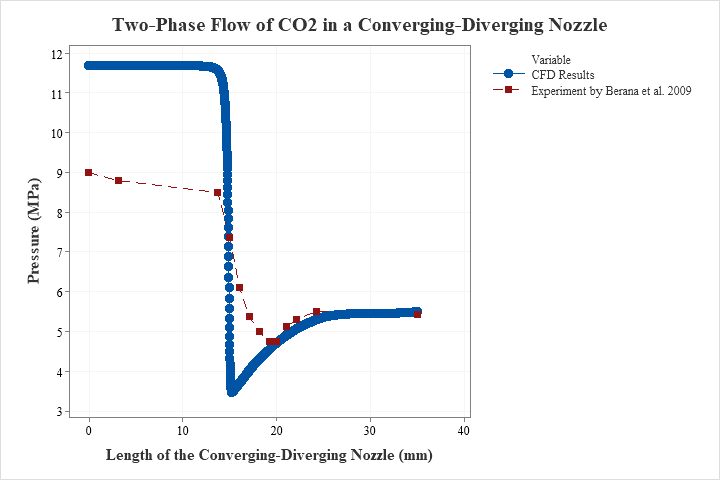 Two-Phase Flow of CO2 in a Converging-Diverging Nozzle
Variable
CFD Results
Experiment by Berana et al. 2009
12
11
10
9
8
7
6
5
4
3
Pressure (MPa)
0 10 20 30 40
Length of the Converging-Diverging Nozzle (mm)